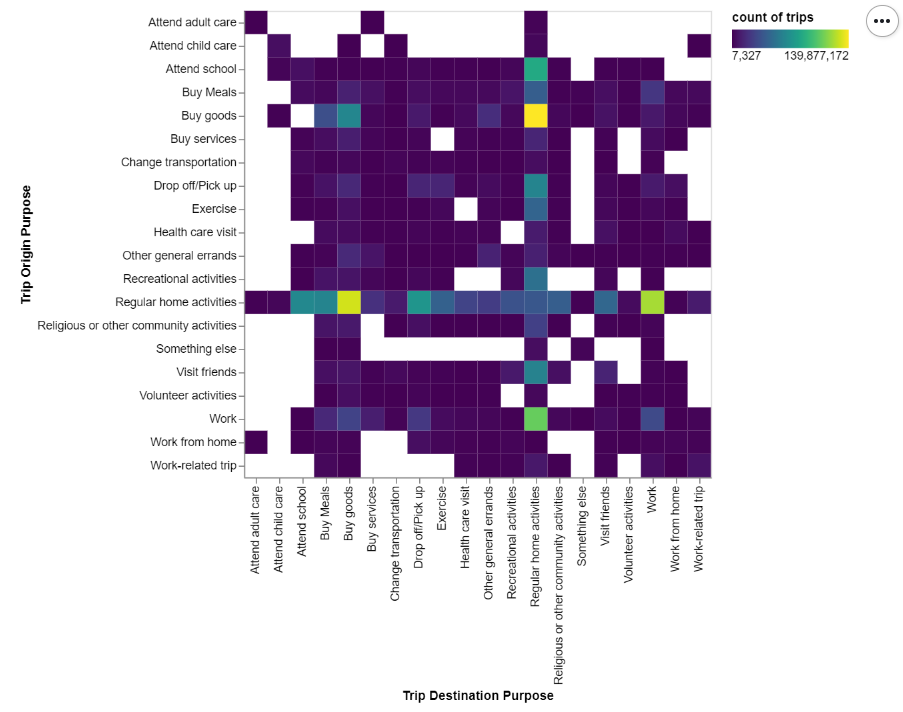 count of trips
7,327 139,877,172
Trip Origin Purpose
Attend adult care
Attend child care
Attend school
Buy Meals
Buy goods
Buy services
Change transportation
Drop off/Pick up
Exercise
Health care visit
Other general errands
Recreational activities
Regular home activities
Religious or other community activities
Something else
Visit friends
Volunteer activities
Work
Work from home
Work-related trip
Attend adult care
Attend child care
Attend school
Buy Meals
Buy goods
Buy services
Change transportation
Drop off/Pick up
Exercise
Health care visit
Other general errands
Recreational activities
Regular home activities
Religious or other community activities
Something else
Visit friends
Volunteer activities
Work
Work from home
Work-related trip
Trip Destination Purpose